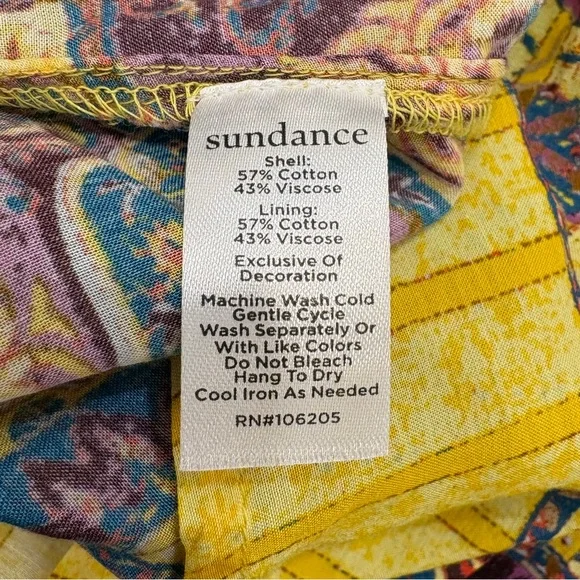 sundance
Shell:
57% Cotton
43% Viscose
Lining:
57% Cotton
43% Viscose
Exclusive Of
Decoration
Machine Wash Cold
Gentle Cycle
Wash Separately Or
With Like Colors
Do Not Bleach
Hang To Dry
Cool Iron As Needed
RN#106205